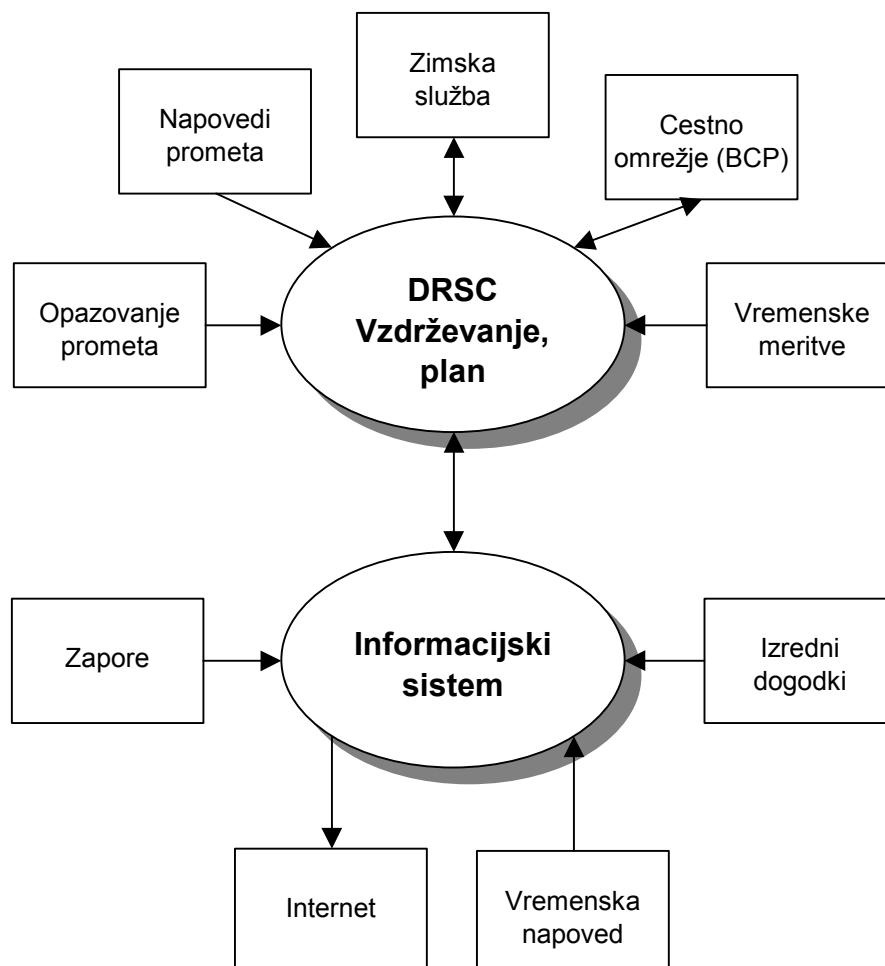 Zimska
služba
Napovedi
prometa
Cestno
omrežje (BCP)
DRSC
Vzdrževanje,
plan
Opazovanje
prometa
Vremenske
meritve
Zapore
Informacijski
sistem
Izredni
dogodki
Internet
Vremenska
napoved